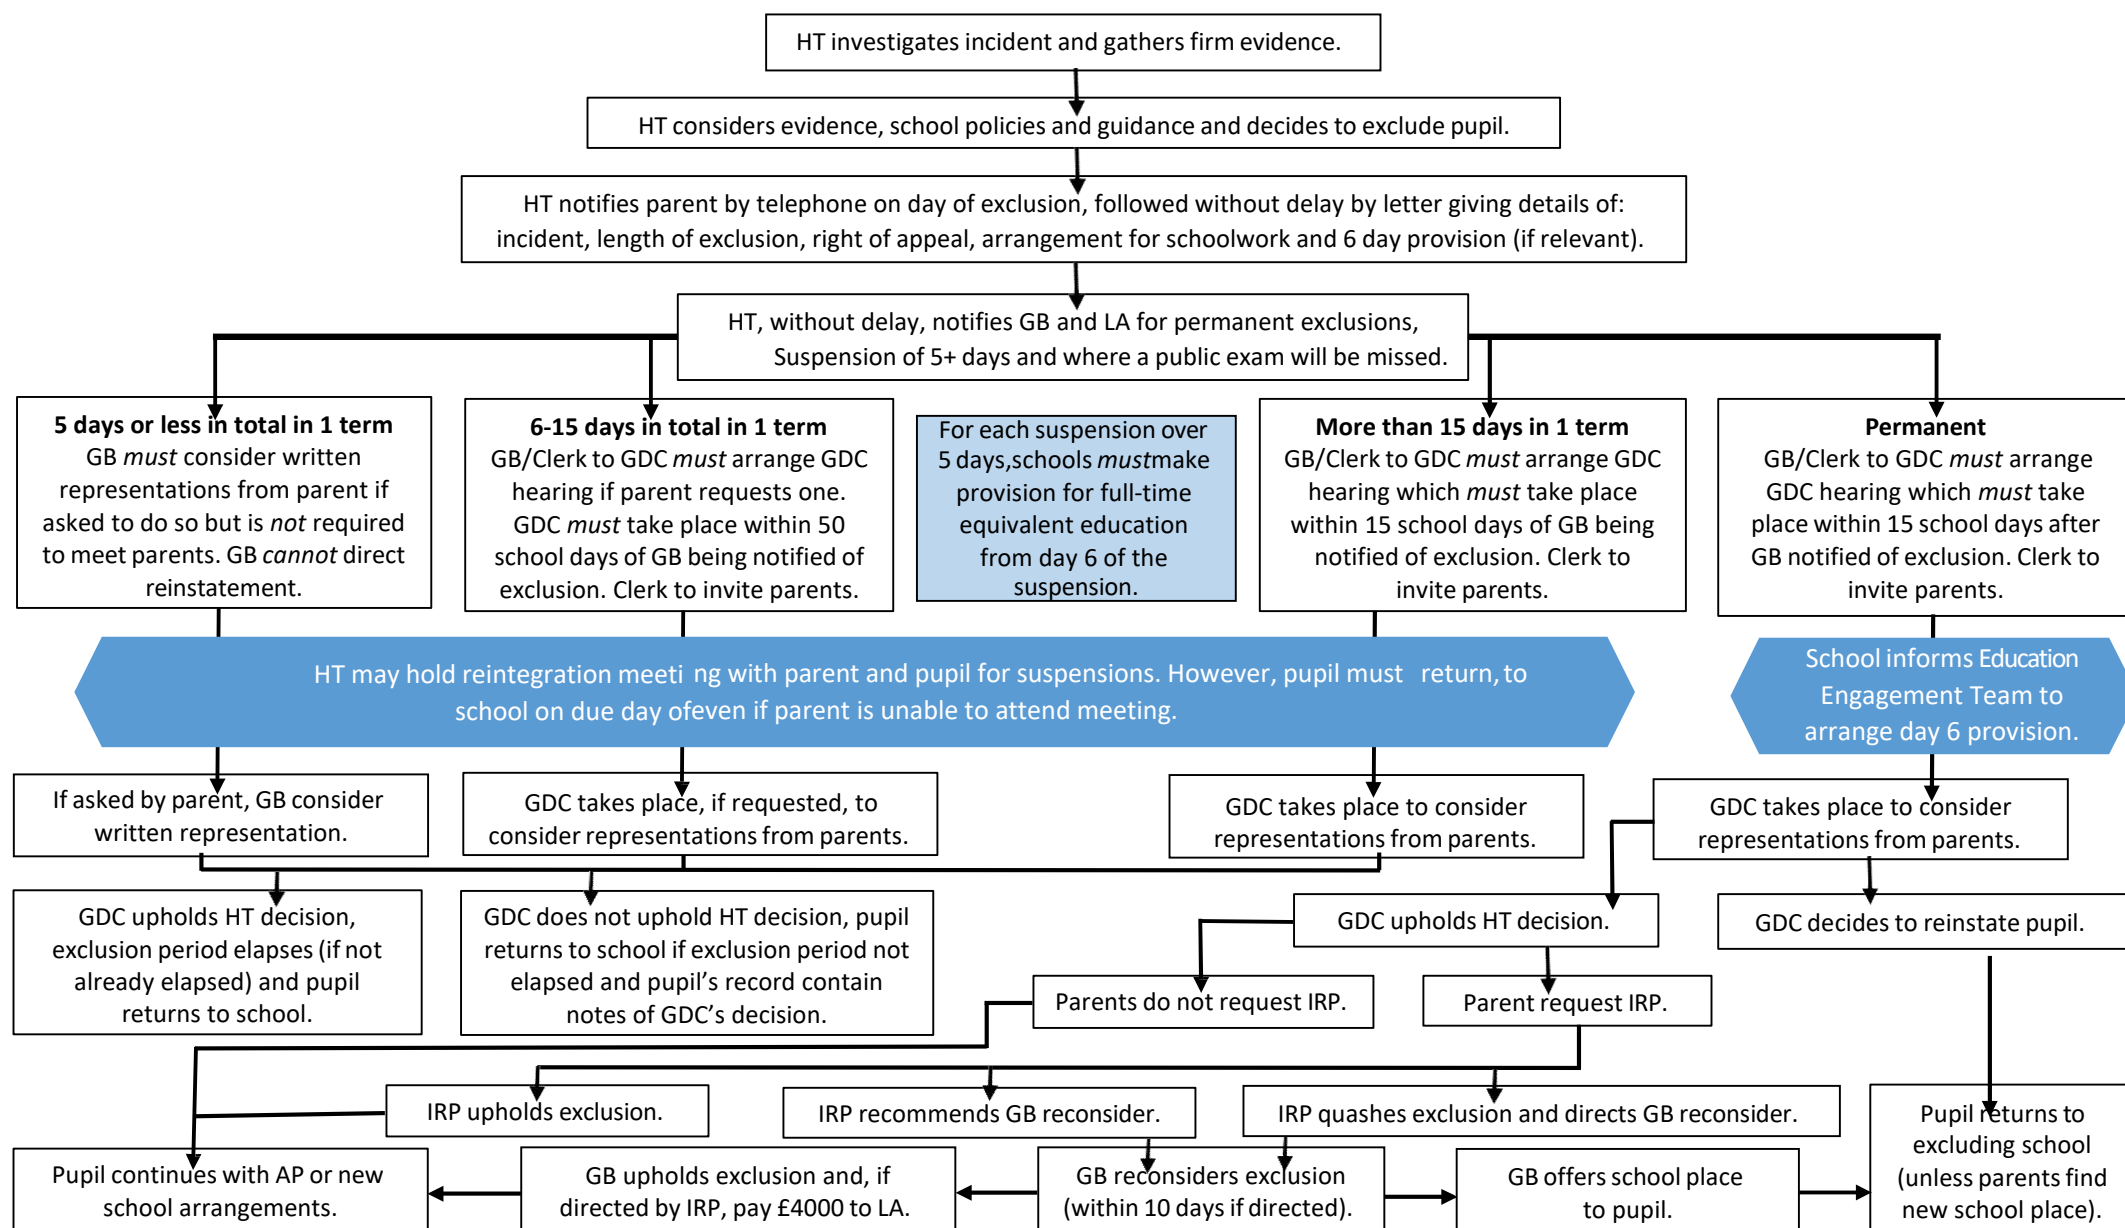 HT investigates incident and gathers firm evidence.
HT considers evidence, school policies and guidance and decides to exclude pupil.
HT notifies parent by telephone on day of exclusion, followed without delay by letter giving details of:
incident, length of exclusion, right of appeal, arrangement for schoolwork and 6 day provision (if relevant).
HT, without delay, notifies GB and LA for permanent exclusions,
Suspension of 5+ days and where a public exam will be missed.
5 days or less in total in 1 term
GB must consider written
representations from parent if
asked to do so but is not required
to meet parents. GB cannot direct
reinstatement.
6-15 days in total in 1 term
GB/Clerk to GDC must arrange GDC
hearing if parent requests one.
GDC must take place within 50
school days of GB being notified of
exclusion. Clerk to invite parents.
For each suspension over
5 days,schools mustmake
provision for full-time
equivalent education
from day 6 of the
suspension.
More than 15 days in 1 term
GB/Clerk to GDC must arrange GDC
hearing which must take place
within 15 school days of GB being
notified of exclusion. Clerk to
invite parents.
Permanent
GB/Clerk to GDC must arrange
GDC hearing which must take
place within 15 school days after
GB notified of exclusion. Clerk to
invite parents.
HT may hold reintegration meeti ng with parent and pupil for suspensions. However, pupil must return, to
school on due day ofeven if parent is unable to attend meeting.
School informs Education
Engagement Team to
arrange day 6 provision.
If asked by parent, GB consider
written representation.
GDC takes place, if requested, to
consider representations from parents.
GDC takes place to consider
representations from parents.
GDC takes place to consider
representations from parents.
GDC upholds HT decision,
exclusion period elapses (if not
already elapsed) and pupil
returns to school.
GDC does not uphold HT decision, pupil
returns to school if exclusion period not
elapsed and pupil’s record contain
notes of GDC’s decision.
GDC upholds HT decision.
GDC decides to reinstate pupil.
Parents do not request IRP.
Parent request IRP.
IRP upholds exclusion.
IRP recommends GB reconsider.
IRP quashes exclusion and directs GB reconsider.
Pupil returns to
excluding school
(unless parents find
new school place).
Pupil continues with AP or new
school arrangements.
GB upholds exclusion and, if
directed by IRP, pay £4000 to LA.
GB reconsiders exclusion
(within 10 days if directed).
GB offers school place
to pupil.